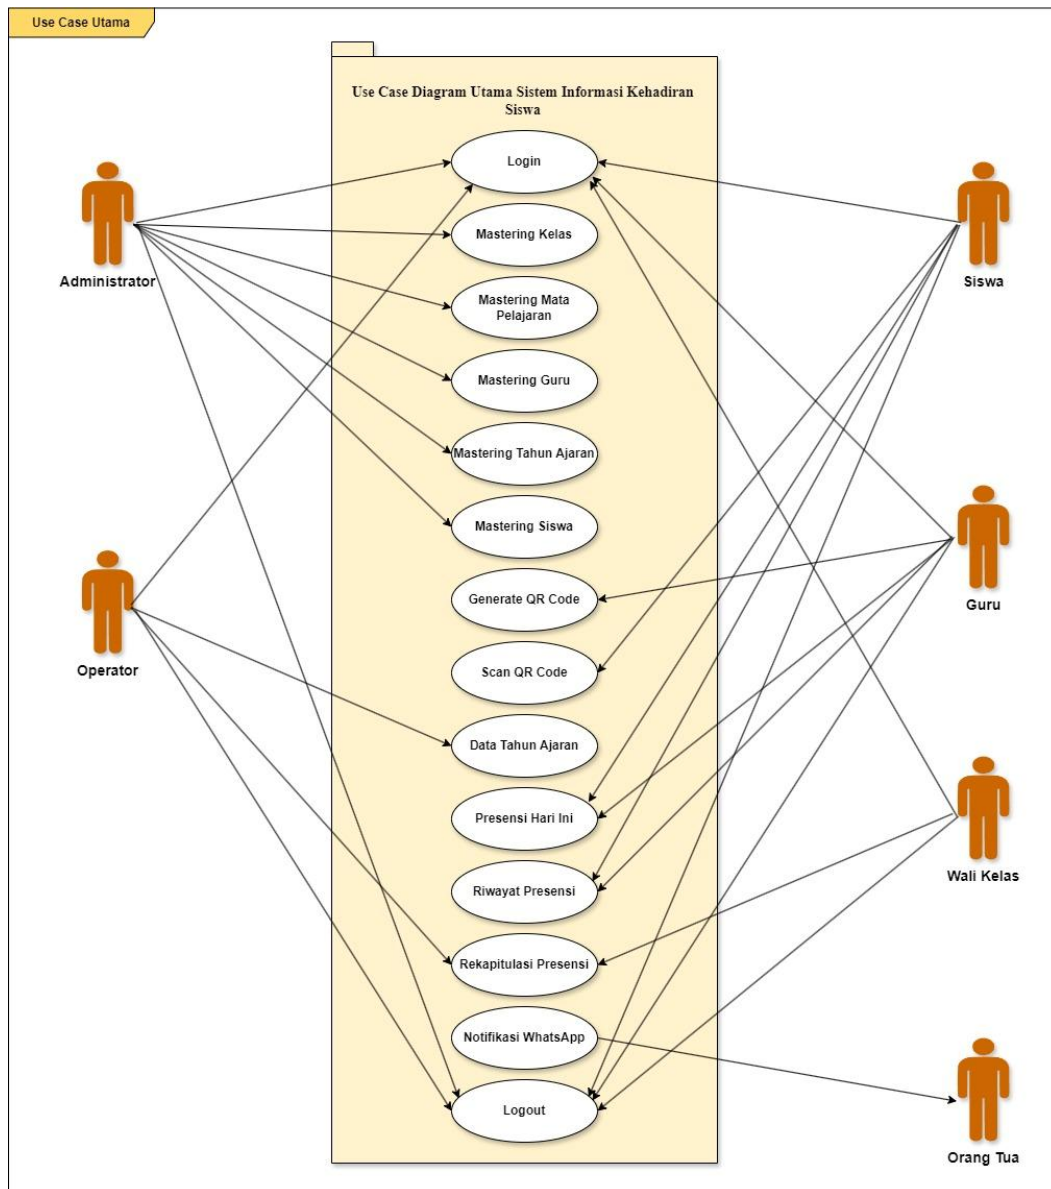 Use Case Utama
Use Case Diagram Utama Sistem Informasi Kehadiran
Siswa
Login
Mastering Kelas
Mastering Mata
Pelajaran
Mastering Guru
Mastering Tahun Ajaran
Mastering Siswa
Generate QR Code
Scan QR Code
Data Tahun Ajaran
Presensi Hari Ini
Riwayat Presensi
Rekapitulasi Presensi
Notifikasi WhatsApp
Logout
Administrator
Operator
Siswa
Guru
Wali Kelas
Orang Tua